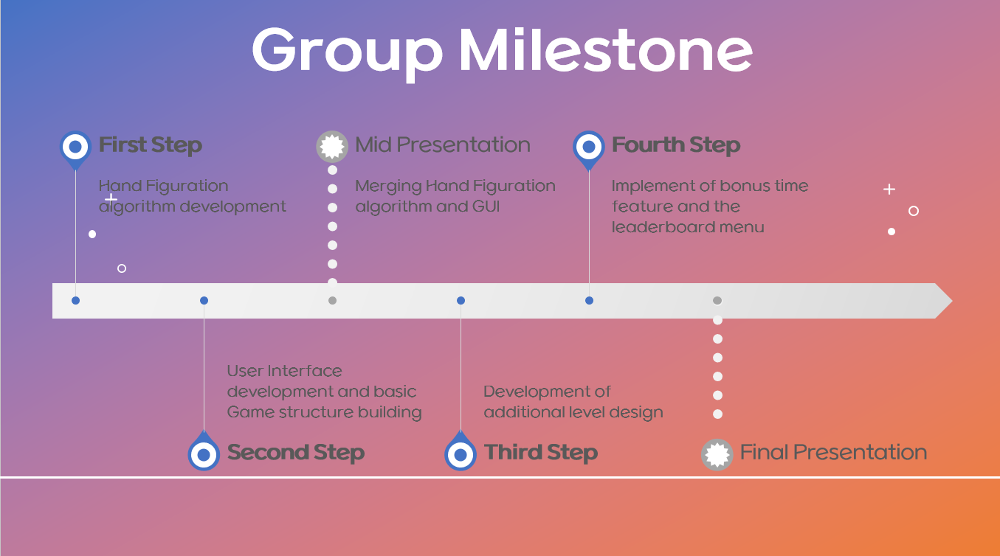 Group Milestone
First Step
Hand Figuration
algorithm development
Mid Presentation
Merging Hand Figuration
algorithm and GUI
Fourth Step
Implement of bonus time
feature and the
leaderboard menu
User Interface
development and basic
Game structure building
Second Step
Development of
additional level design
Third Step
Final Presentation